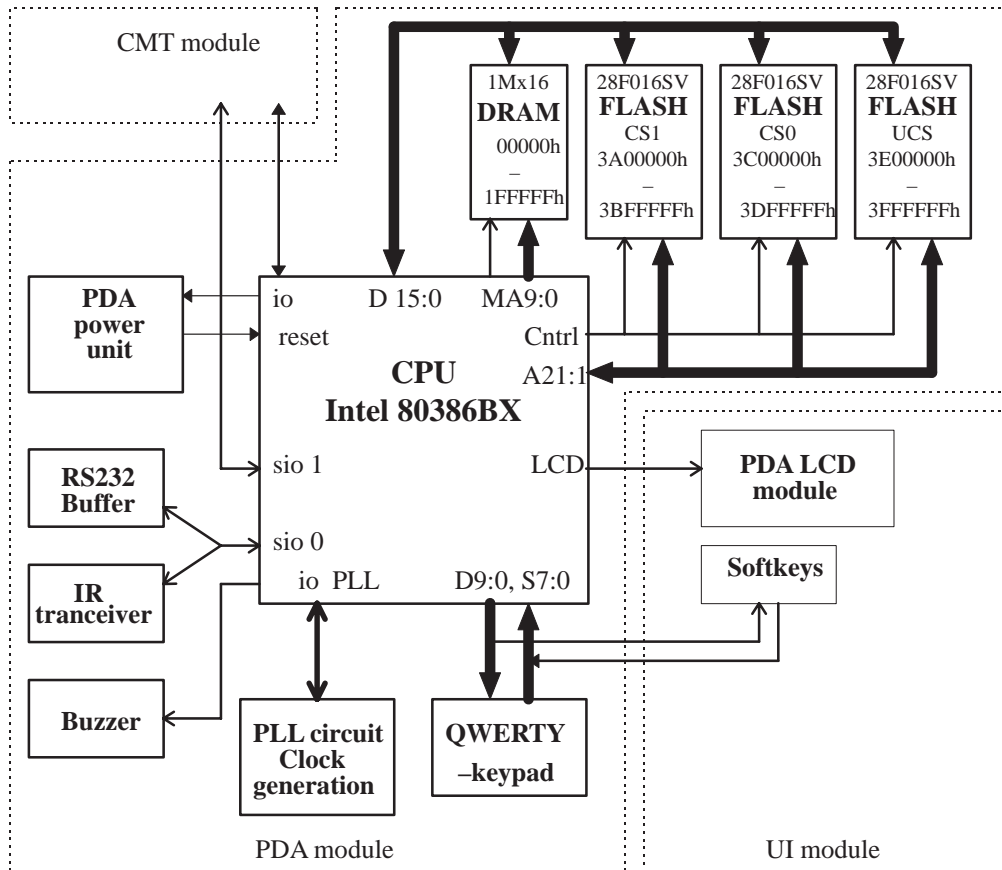 CMT module
1Mx16
DRAM
00000h
–
1FFFFFh
28F016SV
FLASH
CS1
3A00000h
–
3BFFFFFh
28F016SV
FLASH
CS0
3C00000h
–
3DFFFFFh
28F016SV
FLASH
UCS
3E00000h
–
3FFFFFFh
PDA
power
unit
io
reset
D 15:0
MA9:0
Cntrl
A21:1
CPU
Intel 80386BX
RS232
Buffer
sio 1
LCD
PDA LCD
module
IR
tranceiver
sio 0
io PLL
D9:0, S7:0
Softkeys
Buzzer
PLL circuit
Clock
generation
QWERTY
–keypad
PDA module
UI module